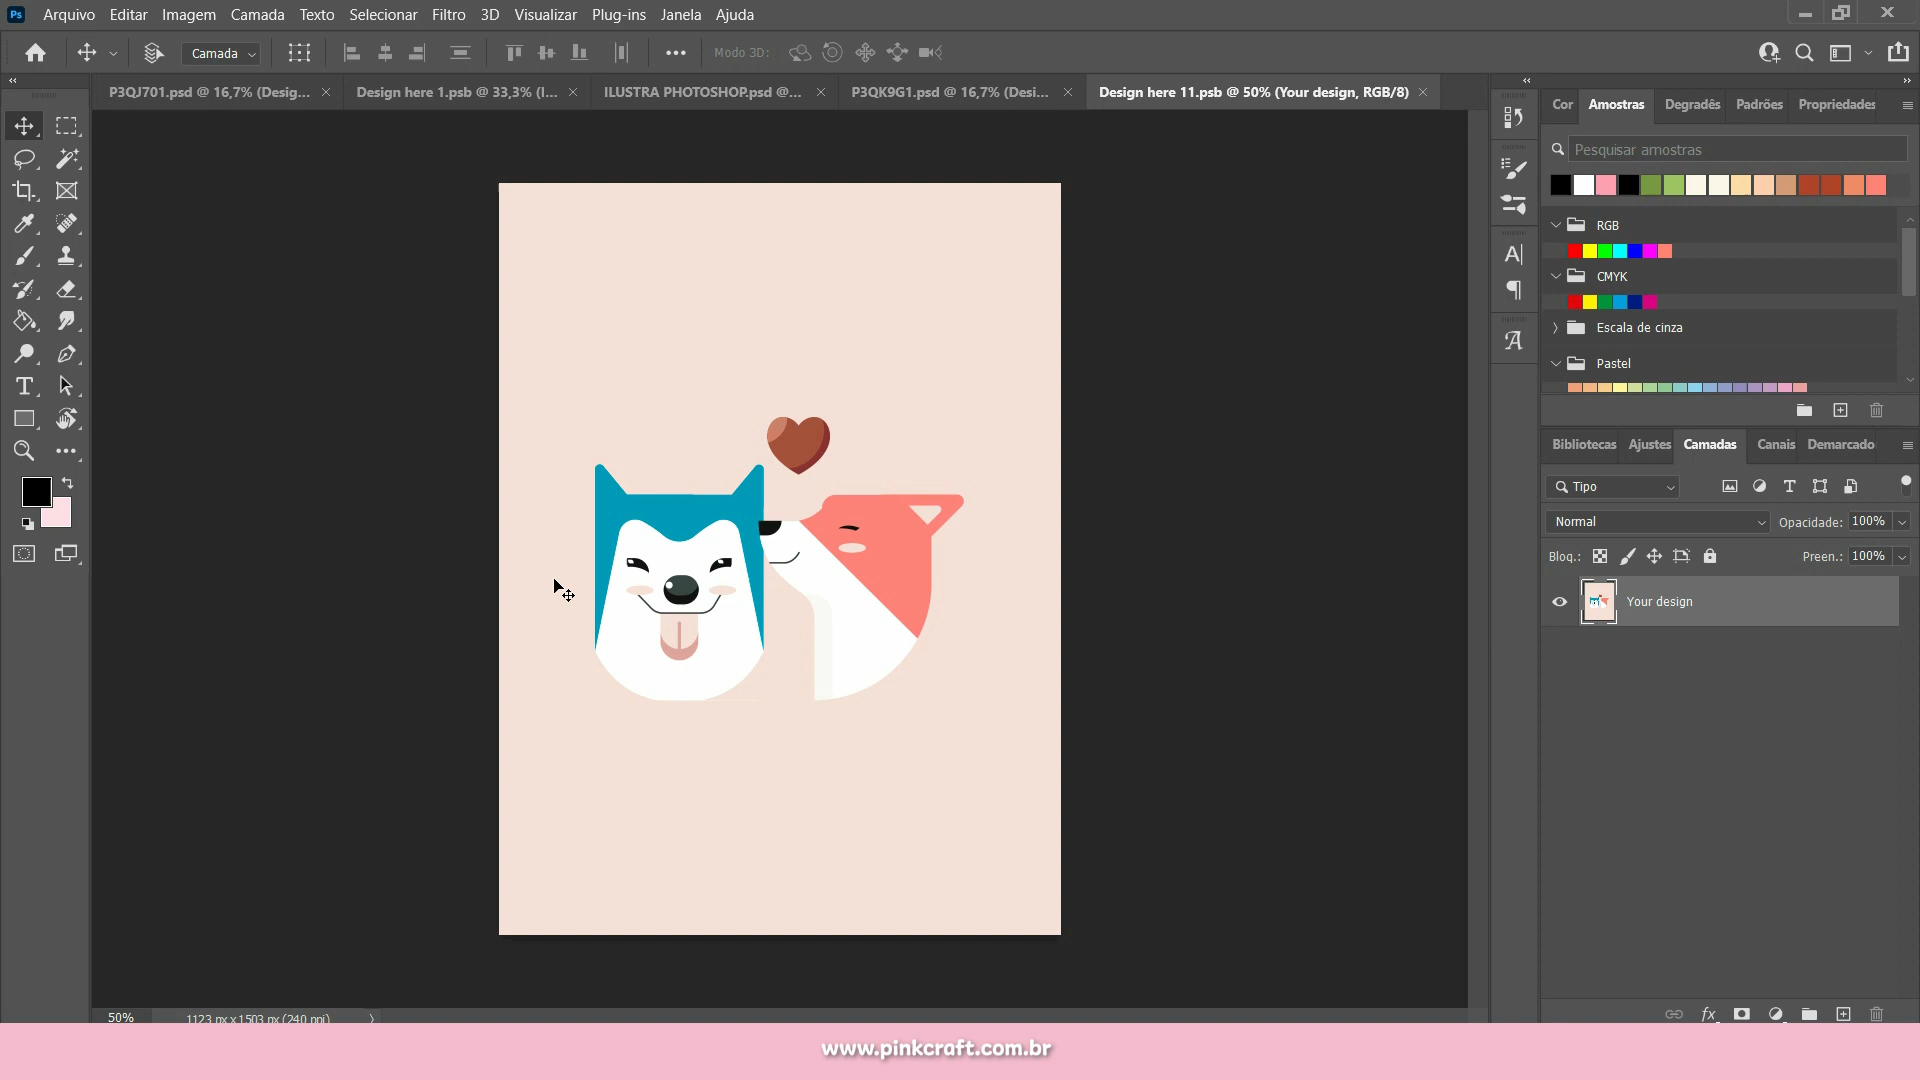 Ps Arquivo Editar Imagem Camada Texto Selecionar Filtro 3D Visualizar Plug-ins Janela Ajuda
Camada Modo 3D:
P3QJ701.psd @ 16,7% (Desig... × Design here 1.psb @ 33,3% (I... × ILUSTRA PHOTOSHOP.psd @... × P3QK9G1.psd @ 16,7% (Desi... × Design here 11.psb @ 50% (Your design, RGB/8) ×
Cor Amostras Degradês Padrões Propriedades
Pesquisar amostras
RGB
CMYK
Escala de cinza
Pastel
Bibliotecas Ajustes Camadas Canais Demarcado
Tipo
Normal Opacidade: 100%
Bloq.: Preen.: 100%
Your design
50% 1123 px x 1503 px (240 ppi)
fx
www.pinkcraft.com.br